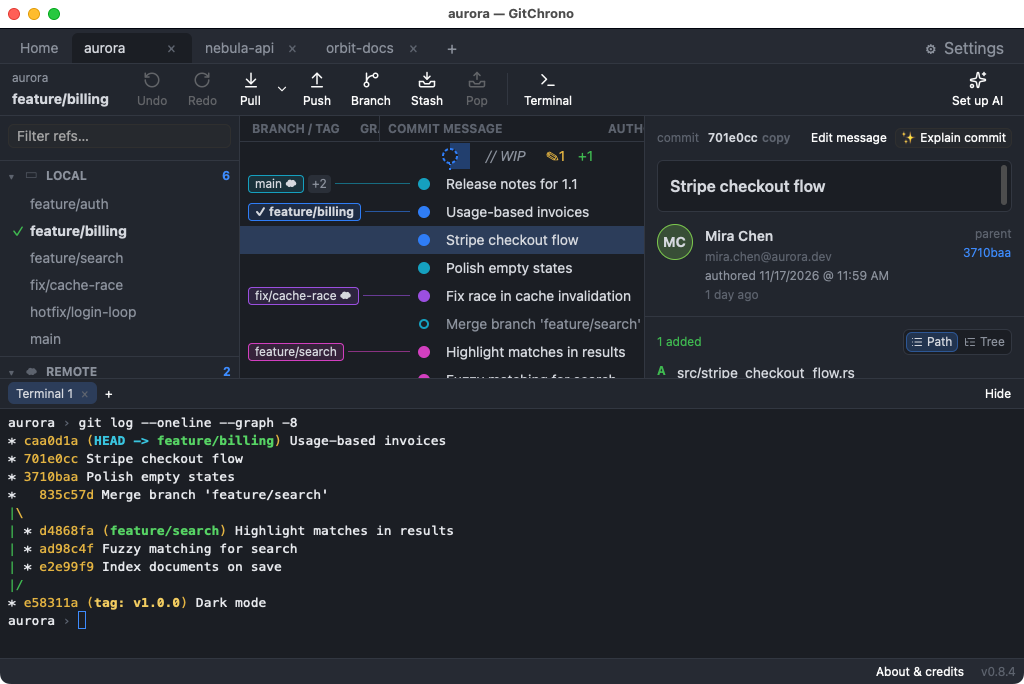 aurora — GitChrono
Home aurora × nebula-api × orbit-docs × + Settings
aurora
feature/billing
Undo Redo Pull Push Branch Stash Pop Terminal Set up AI
Filter refs...
LOCAL 6
feature/auth
feature/billing
feature/search
fix/cache-race
hotfix/login-loop
main
REMOTE 2
BRANCH / TAG GRA COMMIT MESSAGE AUTH
// WIP 1 +1
main +2 Release notes for 1.1
✓ feature/billing Usage-based invoices
Stripe checkout flow
Polish empty states
fix/cache-race Fix race in cache invalidation
Merge branch 'feature/search'
feature/search Highlight matches in results
Fuzzy matching for search
commit 701e0cc copy Edit message Explain commit
Stripe checkout flow
MC
Mira Chen
mira.chen@aurora.dev
authored 11/17/2026 @ 11:59 AM
1 day ago
parent
3710baa
1 added Path Tree
A src/stripe_checkout_flow.rs
Terminal 1 × + Hide
aurora › git log --oneline --graph -8
* caa0d1a (HEAD -> feature/billing) Usage-based invoices
* 701e0cc Stripe checkout flow
* 3710baa Polish empty states
*   835c57d Merge branch 'feature/search'
|\
| * d4868fa (feature/search) Highlight matches in results
| * ad98c4f Fuzzy matching for search
| * e2e99f9 Index documents on save
|/
* e58311a (tag: v1.0.0) Dark mode
aurora ›
About & credits v0.8.4